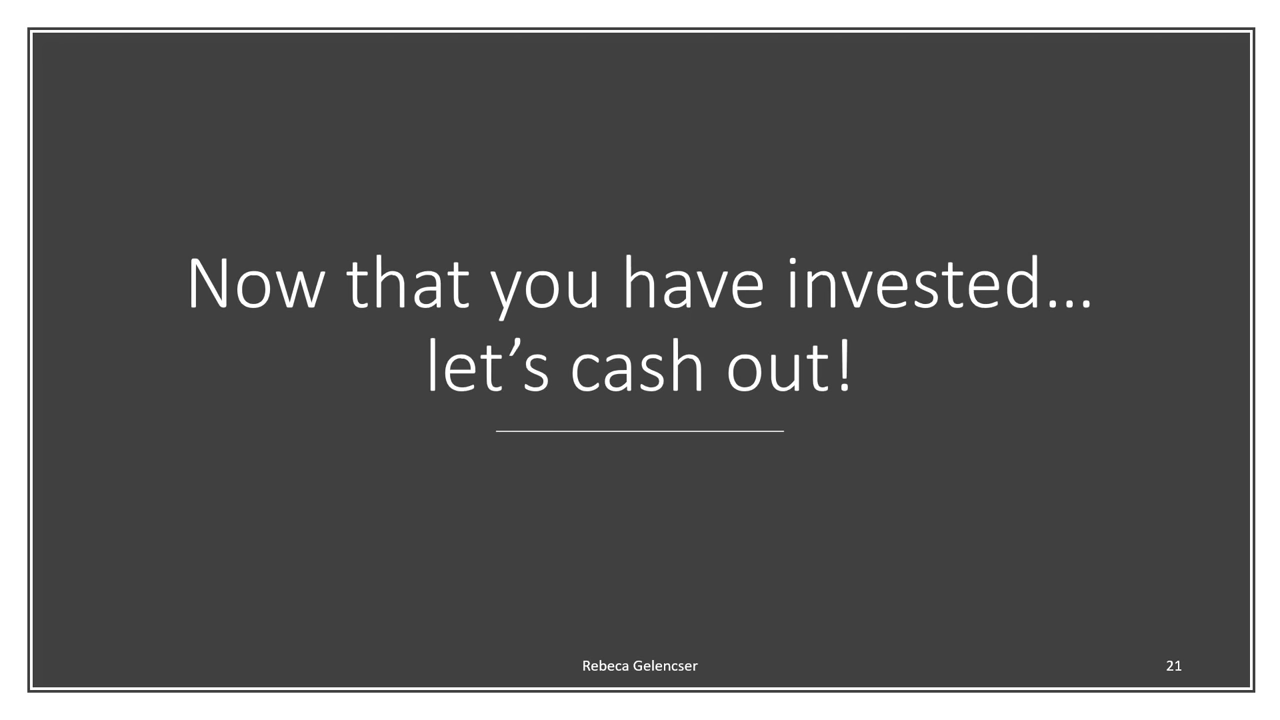 Now that you have invested…
let’s cash out!
Rebeca Gelencser
21